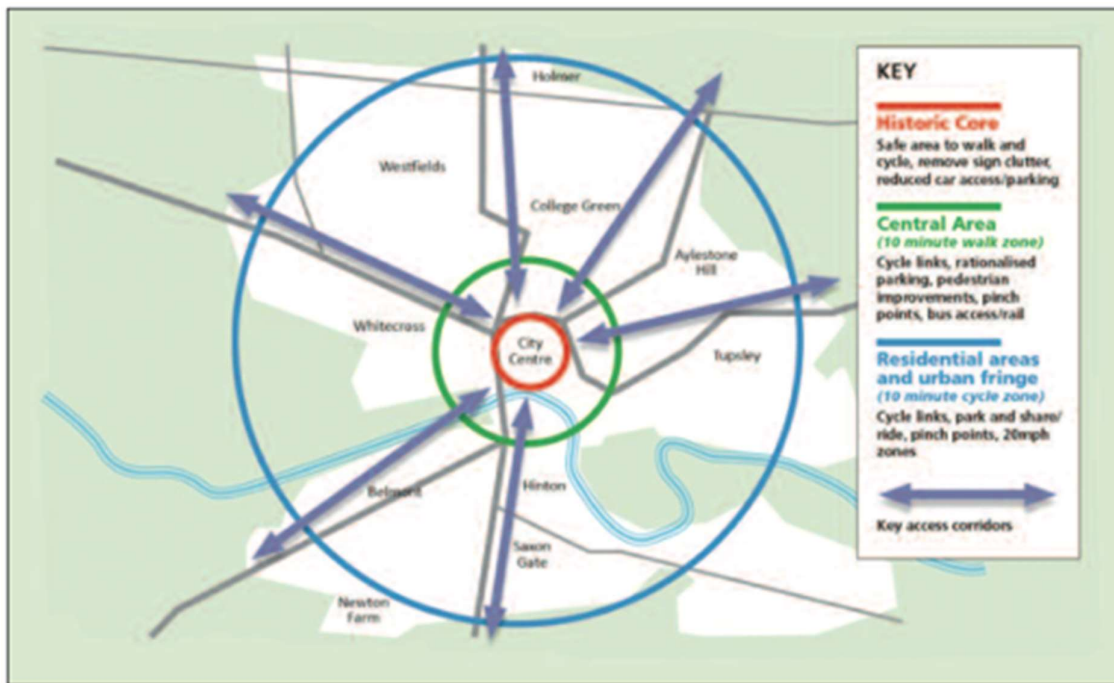 Holmer
Westfields
College Green
Aylestone
Hill
Whitecross
City
Centre
Tupsley
Belmont
Hinton
Saxon
Gate
Newton
Farm
KEY
Historic Core
Safe area to walk and
cycle, remove sign clutter,
reduced car access/parking
Central Area
(10 minute walk zone)
Cycle links, rationalised
parking, pedestrian
improvements, pinch
points, bus access/rail
Residential areas
and urban fringe
(10 minute cycle zone)
Cycle links, park and share/
ride, pinch points, 20mph
zones
Key access corridors